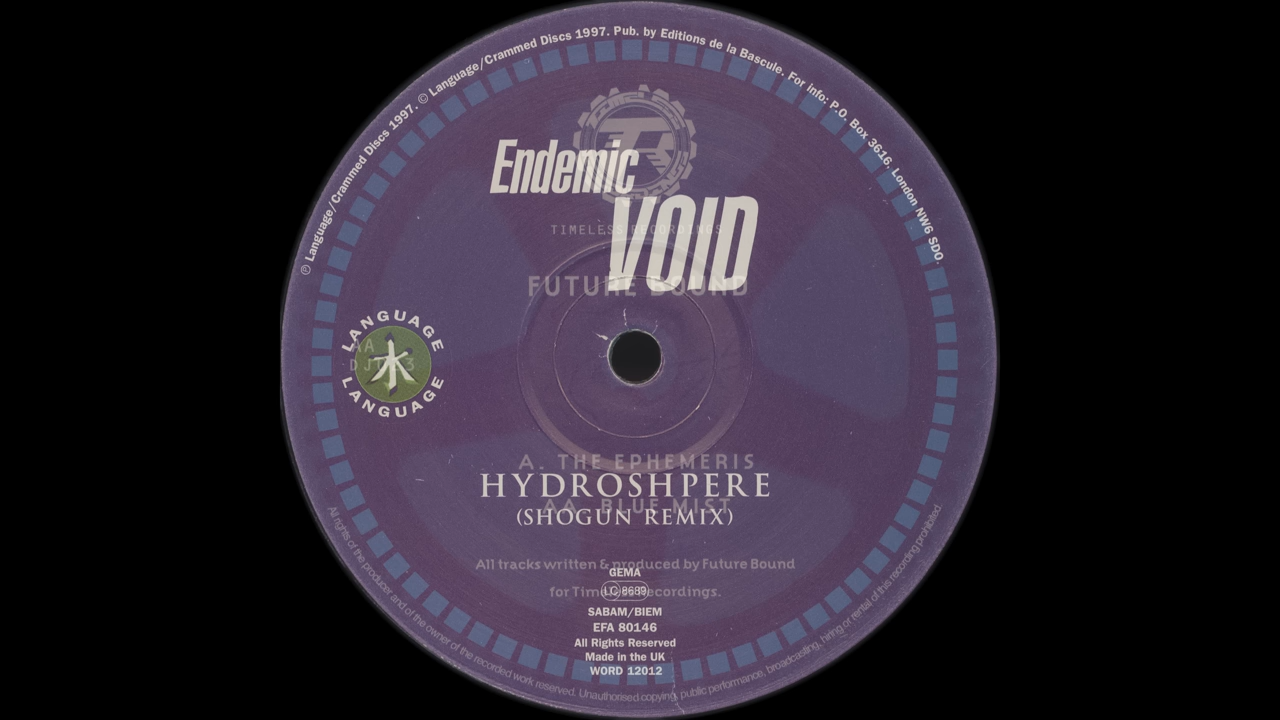 ℗ Language/Crammed Discs 1997. © Language/Crammed Discs 1997. Pub. by Editions de la Bascule. For info: P.O. Box 3616, London NW6 SDO.
Endemic
VOID
TIMELESS RECORDINGS
FUTURE BOUND
LANGUAGE
AA
LANGUAGE
A. THE EPHEMERIS
HYDROSHPERE
AA. BLUE MIST
(SHOGUN REMIX)
All tracks written & produced by Future Bound
GEMA
LC 8689
for Timeless Recordings.
SABAM/BIEM
EFA 80146
All Rights Reserved
Made in the UK
WORD 12012
All rights of the producer and of the owner of the recorded work reserved. Unauthorised copying, public performance, broadcasting, hiring or rental of this recording prohibited.